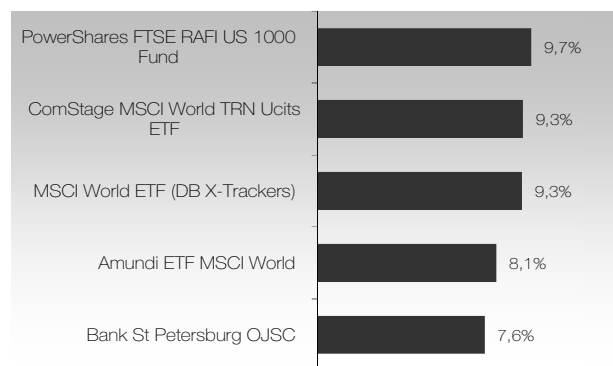 PowerShares FTSE RAFI US 1000
Fund
9,7%
ComStage MSCI World TRN Ucits
ETF
9,3%
MSCI World ETF (DB X-Trackers)
9,3%
Amundi ETF MSCI World
8,1%
Bank St Petersburg OJSC
7,6%